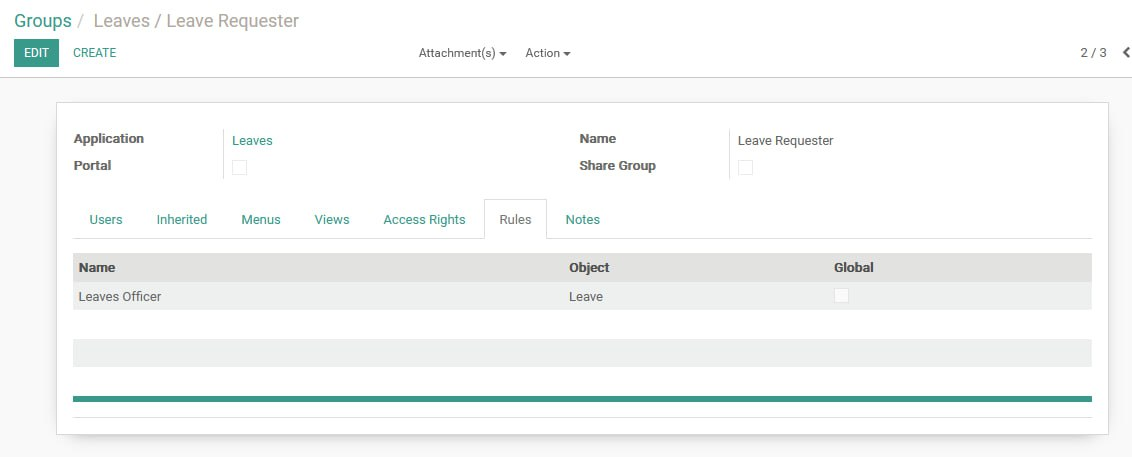 Groups / Leaves / Leave Requester
EDIT CREATE Attachment(s) Action 2 / 3
Application Leaves Name Leave Requester
Portal Share Group
Users Inherited Menus Views Access Rights Rules Notes
Name Object Global
Leaves Officer Leave